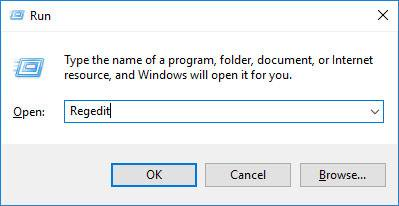 Run
Type the name of a program, folder, document, or Internet
resource, and Windows will open it for you.
Open: Regedit
OK Cancel Browse...